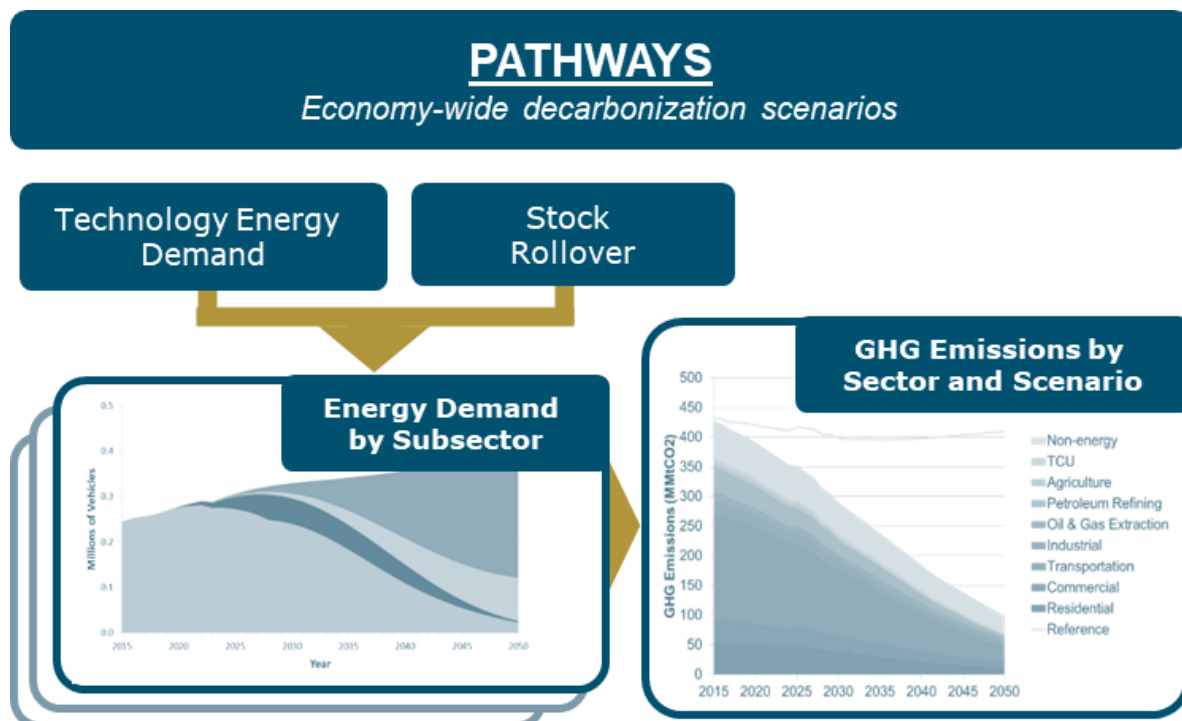 PATHWAYS
Economy-wide decarbonization scenarios
Technology Energy
Demand
Stock
Rollover
Energy Demand
by Subsector
0.5
0.4
0.3
0.2
0.1
0.0
Millions of Vehicles
2015
2020
2025
2030
2035
2040
2045
2050
Year
GHG Emissions by
Sector and Scenario
500
450
400
350
300
250
200
150
100
50
0
GHG Emissions (MMtCO2)
2015 2020 2025 2030 2035 2040 2045 2050
Non-energy
TCU
Agriculture
Petroleum Refining
Oil & Gas Extraction
Industrial
Transportation
Commercial
Residential
Reference